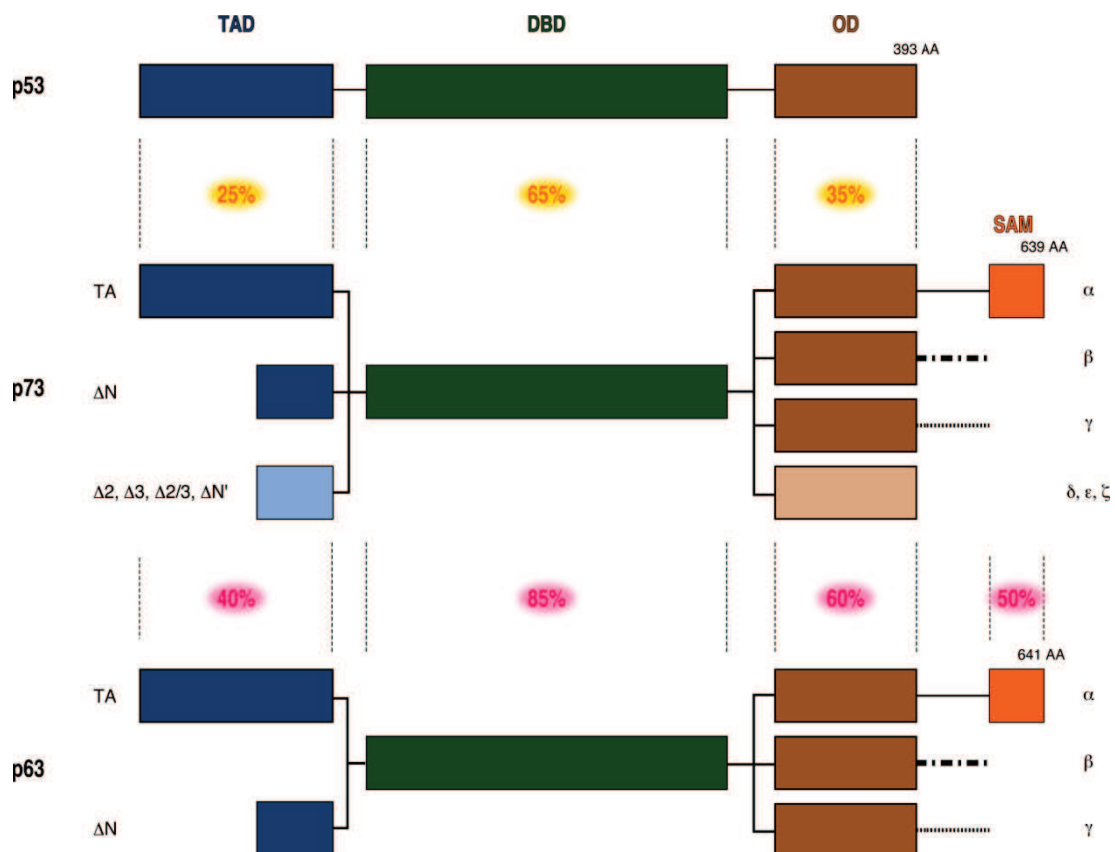 TAD DBD OD
393 AA
p53
25% 65% 35%
SAM
639 AA
TA α
β
p73 ΔN
γ
Δ2, Δ3, Δ2/3, ΔN' δ, ε, ζ
40% 85% 60% 50%
641 AA
TA α
p63 β
ΔN γ